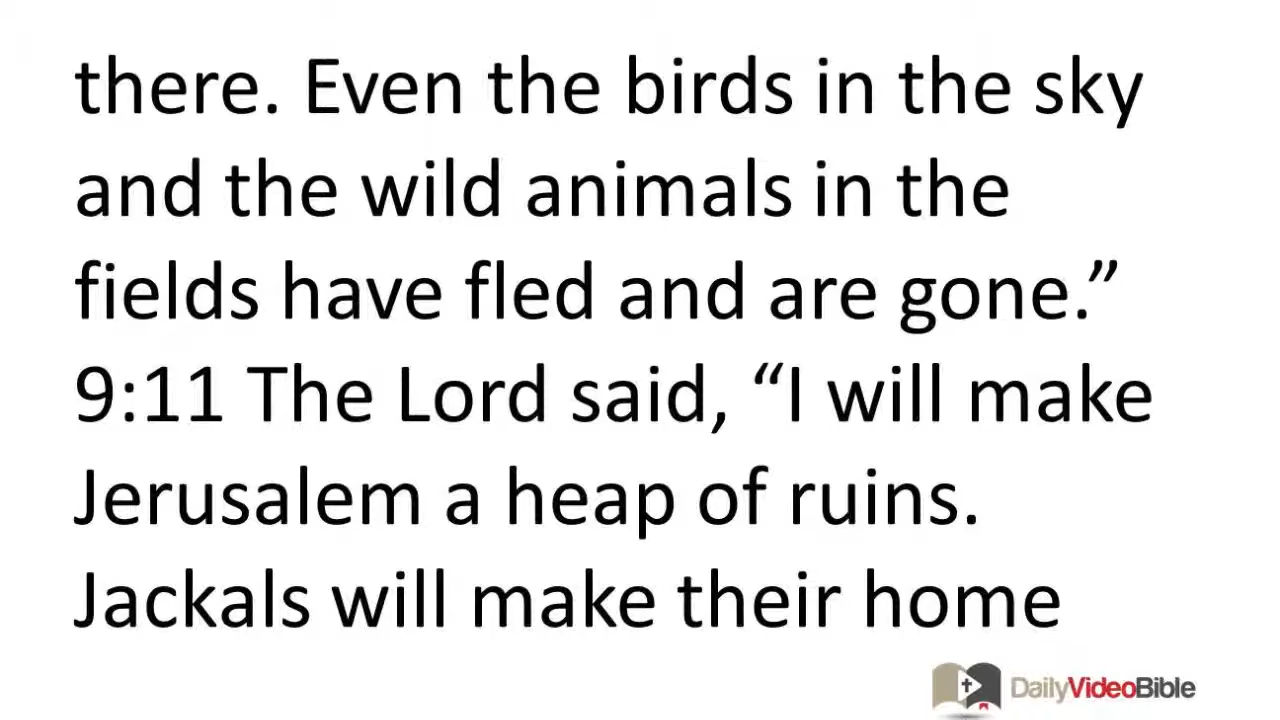 there. Even the birds in the sky
and the wild animals in the
fields have fled and are gone.”
9:11 The Lord said, “I will make
Jerusalem a heap of ruins.
Jackals will make their home
DailyVideoBible